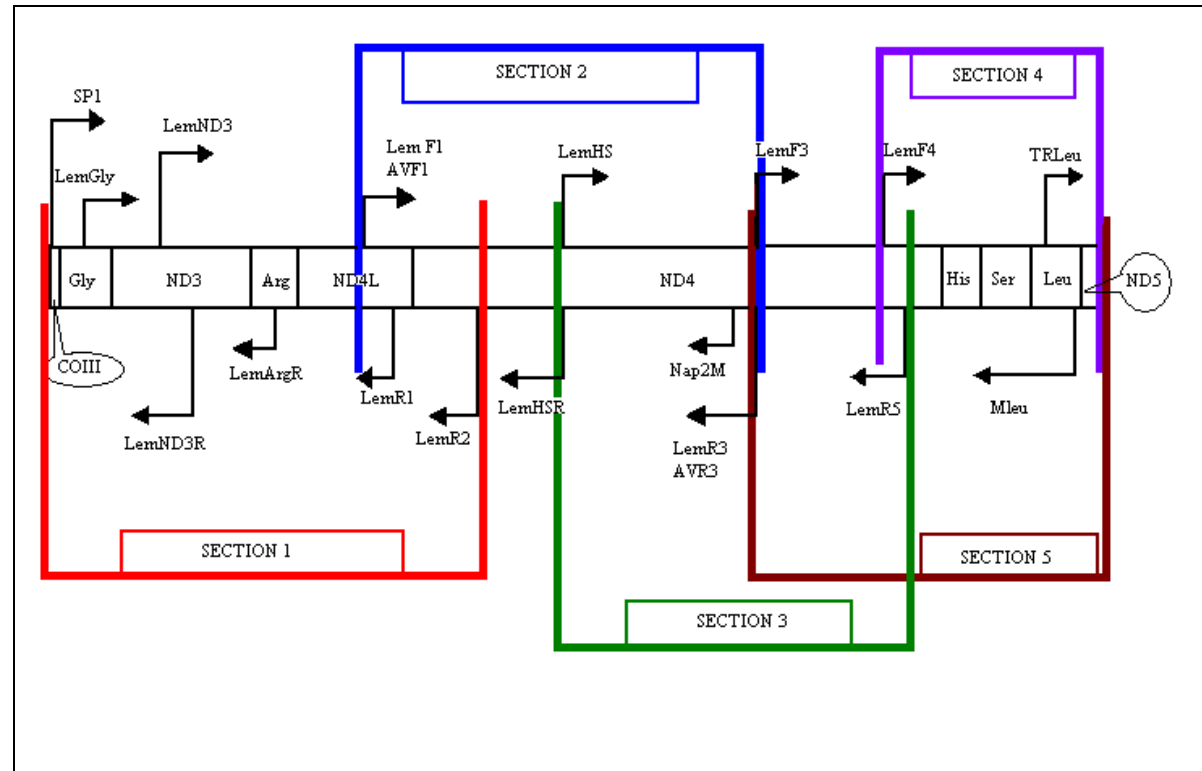 SECTION 2
SECTION 4
SP1
LemND3
Lem F1
AVF1
LemHS
LemF3
LemF4
TRLeu
LemGly
Gly
ND3
Arg
ND4L
ND4
His
Ser
Leu
ND5
COIII
LemArgR
LemR1
LemHSR
Nap2M
LemR5
Mleu
LemND3R
LemR2
LemR3
AVR3
SECTION 1
SECTION 5
SECTION 3